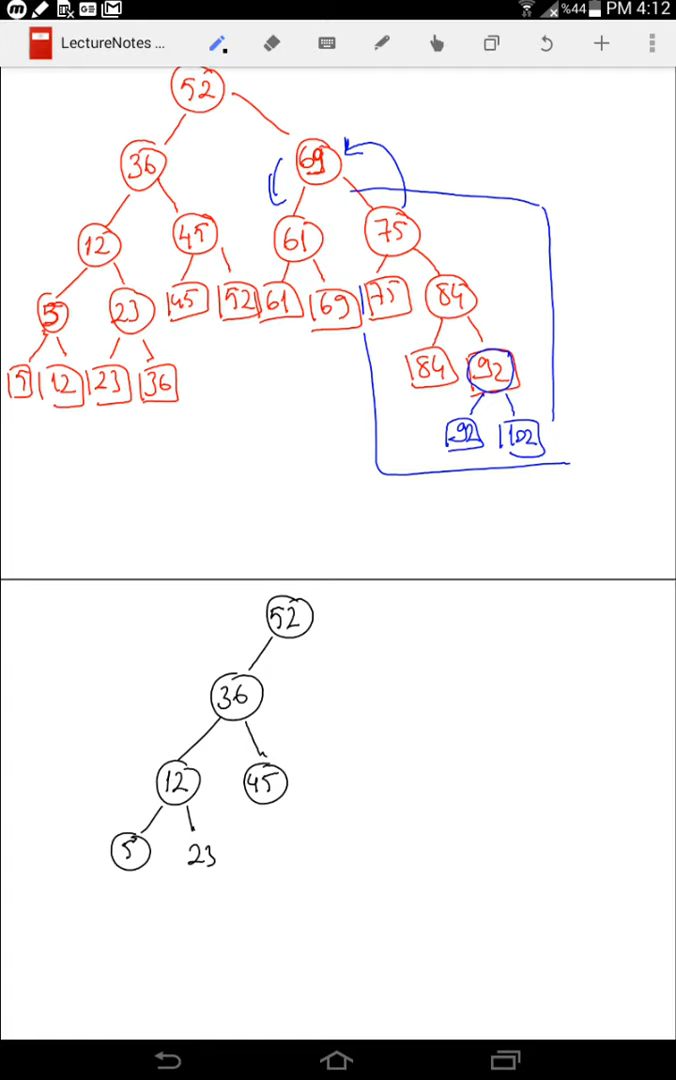 %44 PM 4:12
LectureNotes ...
52
36 69
12 45 61 75
5 23 45 52 61 69 75 84
5 12 23 36 84 92
92 102
52
36
12 45
5 23